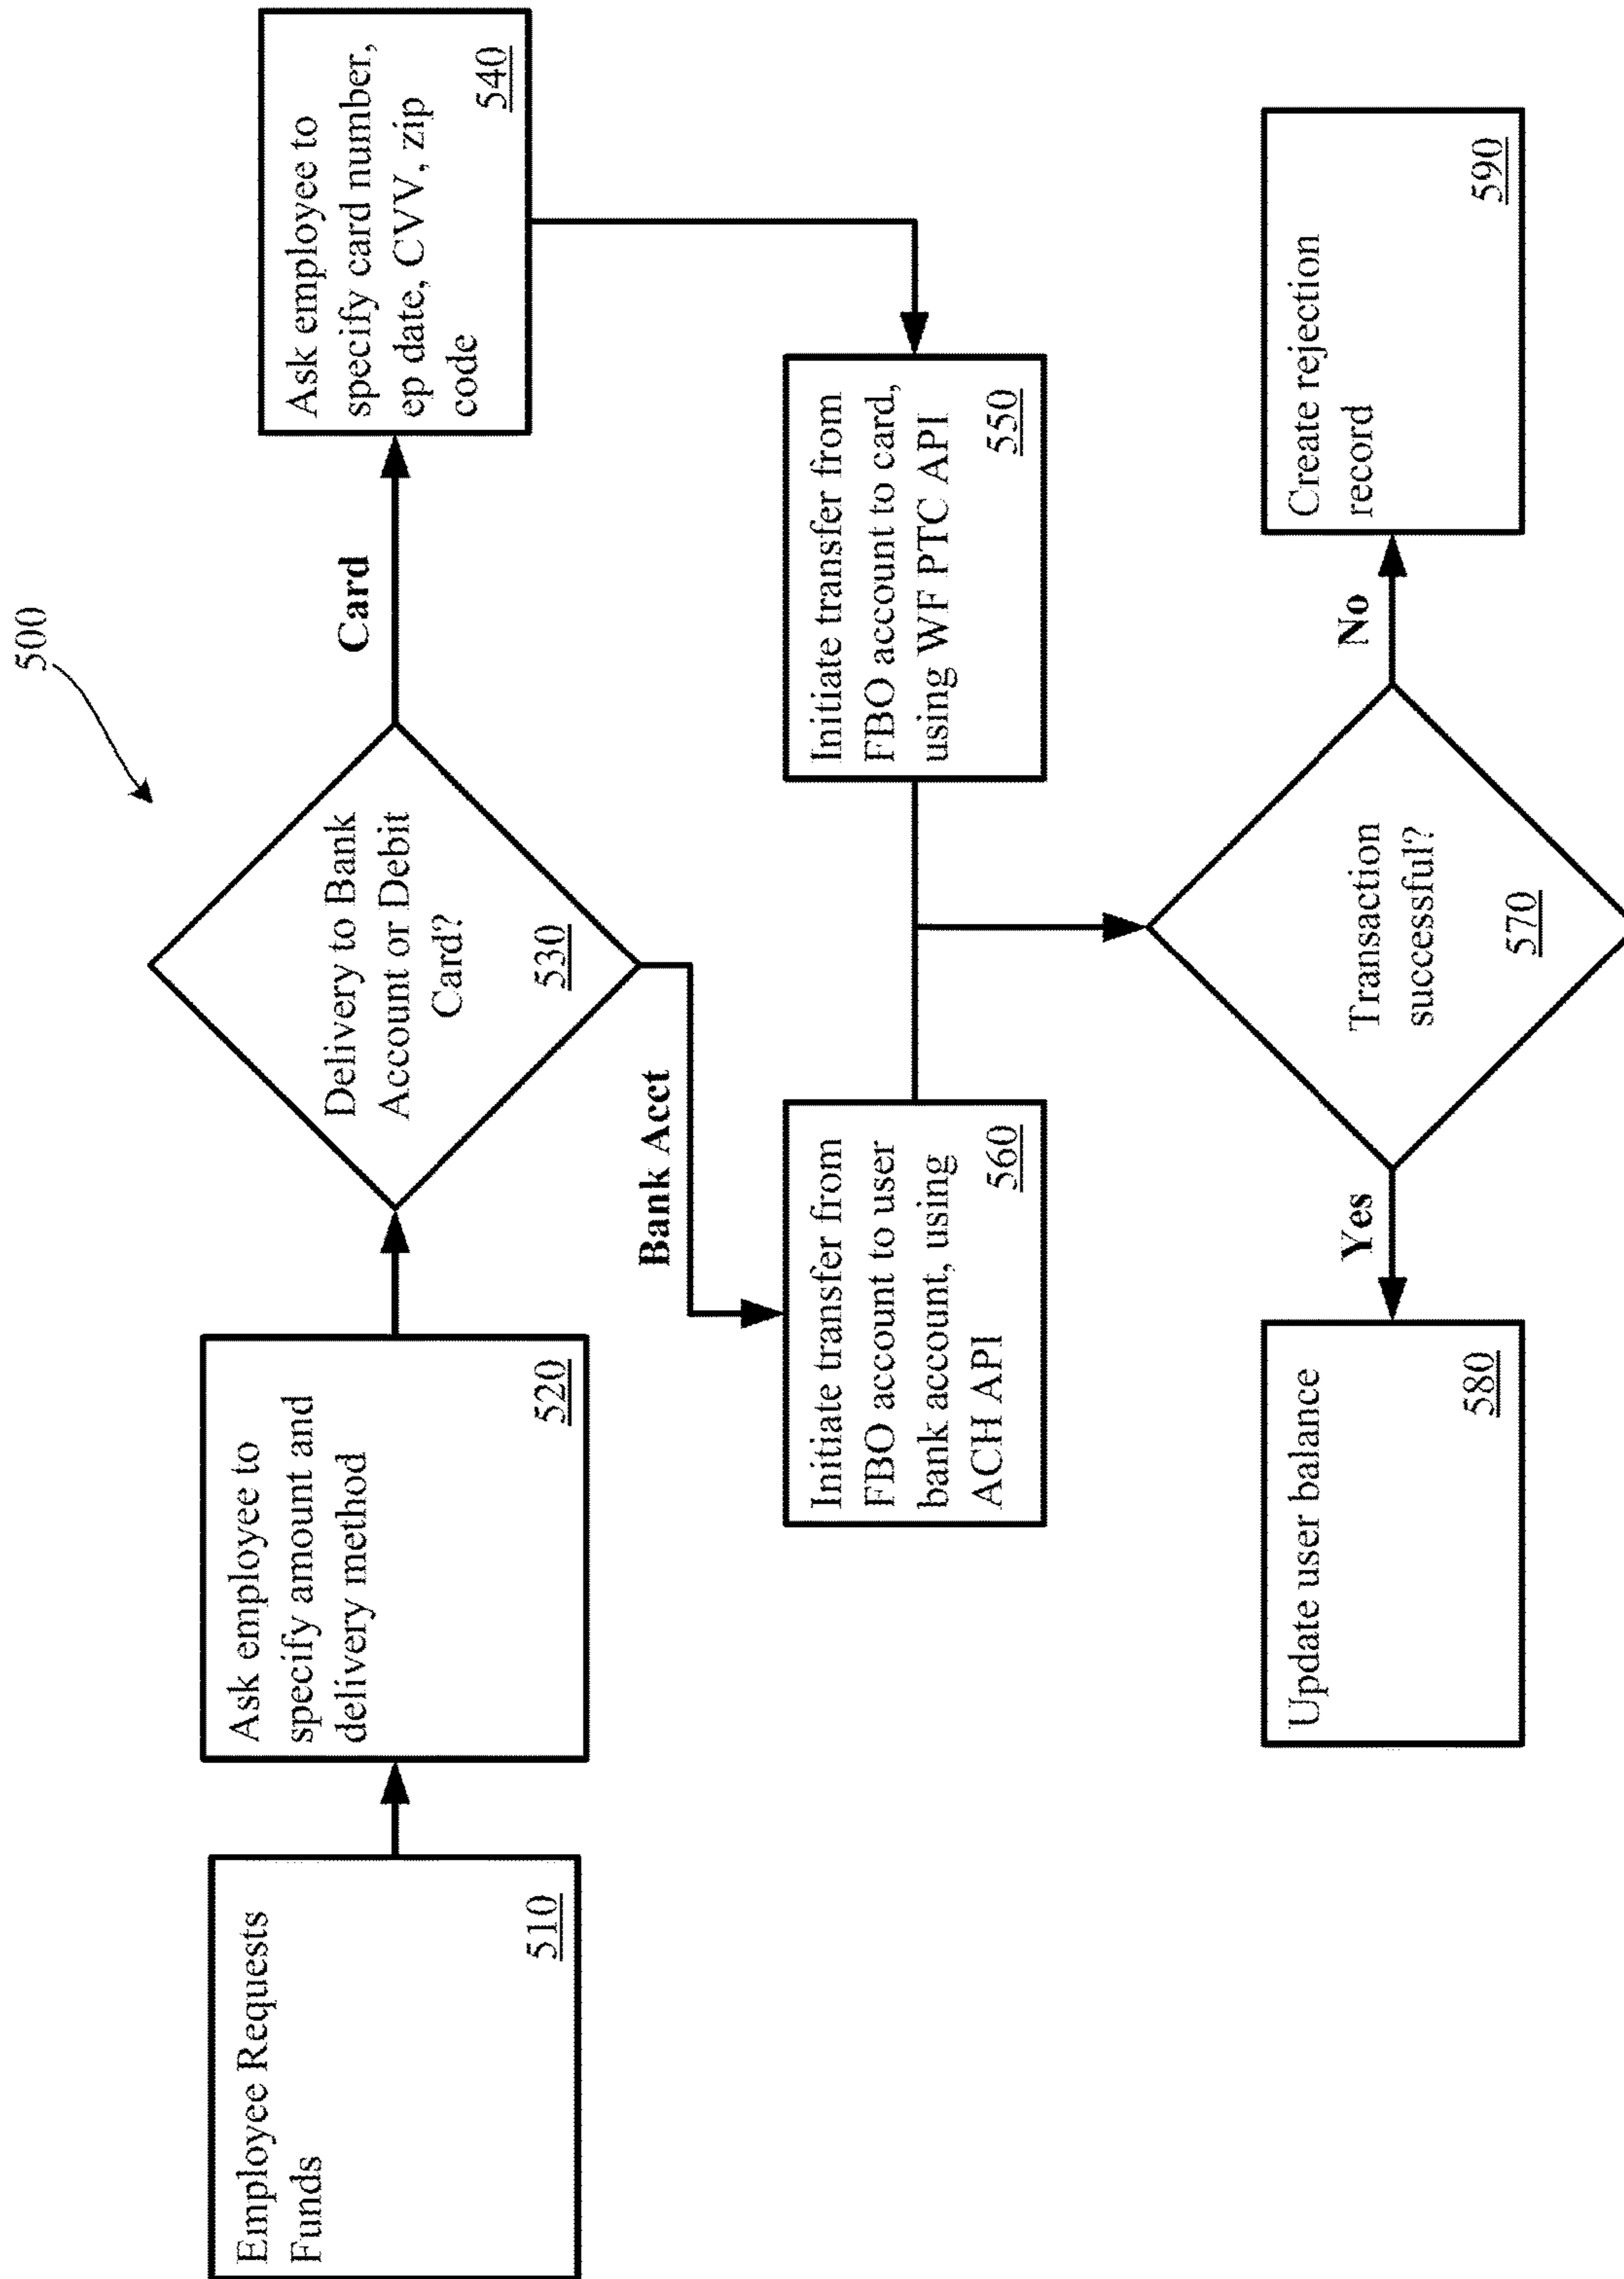 500
Employee Requests
Funds
510
Ask employee to
specify amount and
delivery method
520
Delivery to Bank
Account or Debit
Card?
530
Card
Ask employee to
specify card number,
ep date, CVV, zip
code
540
Bank Acct
Initiate transfer from
FBO account to user
bank account, using
ACH API
560
Initiate transfer from
FBO account to card,
using WF PTC API
550
Update user balance
580
Yes
Transaction
successful?
570
No
Create rejection
record
590